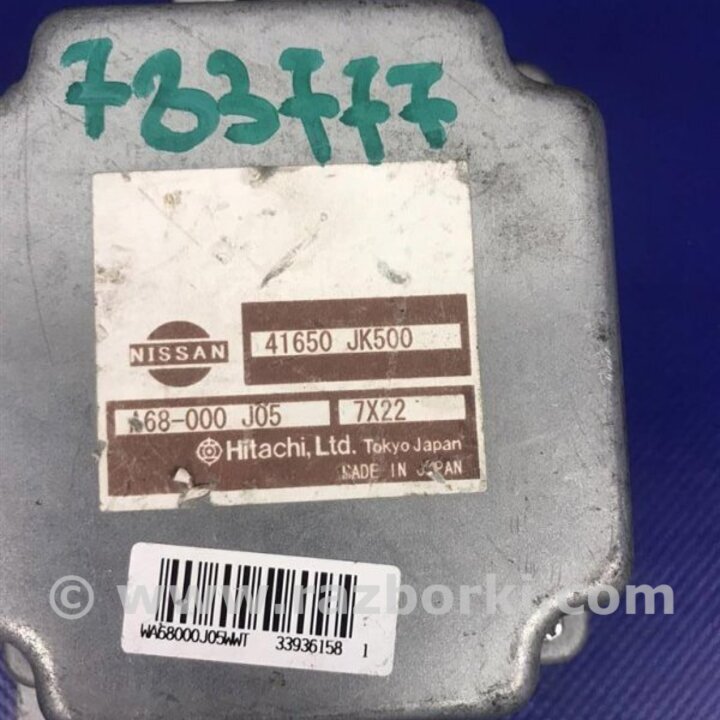 783777
NISSAN
41650 JK500
A68-000 J05 7X22
Hitachi, Ltd. Tokyo Japan
MADE IN JAPAN
© www.razborki.com
WA68000J05WWT 33936158 1